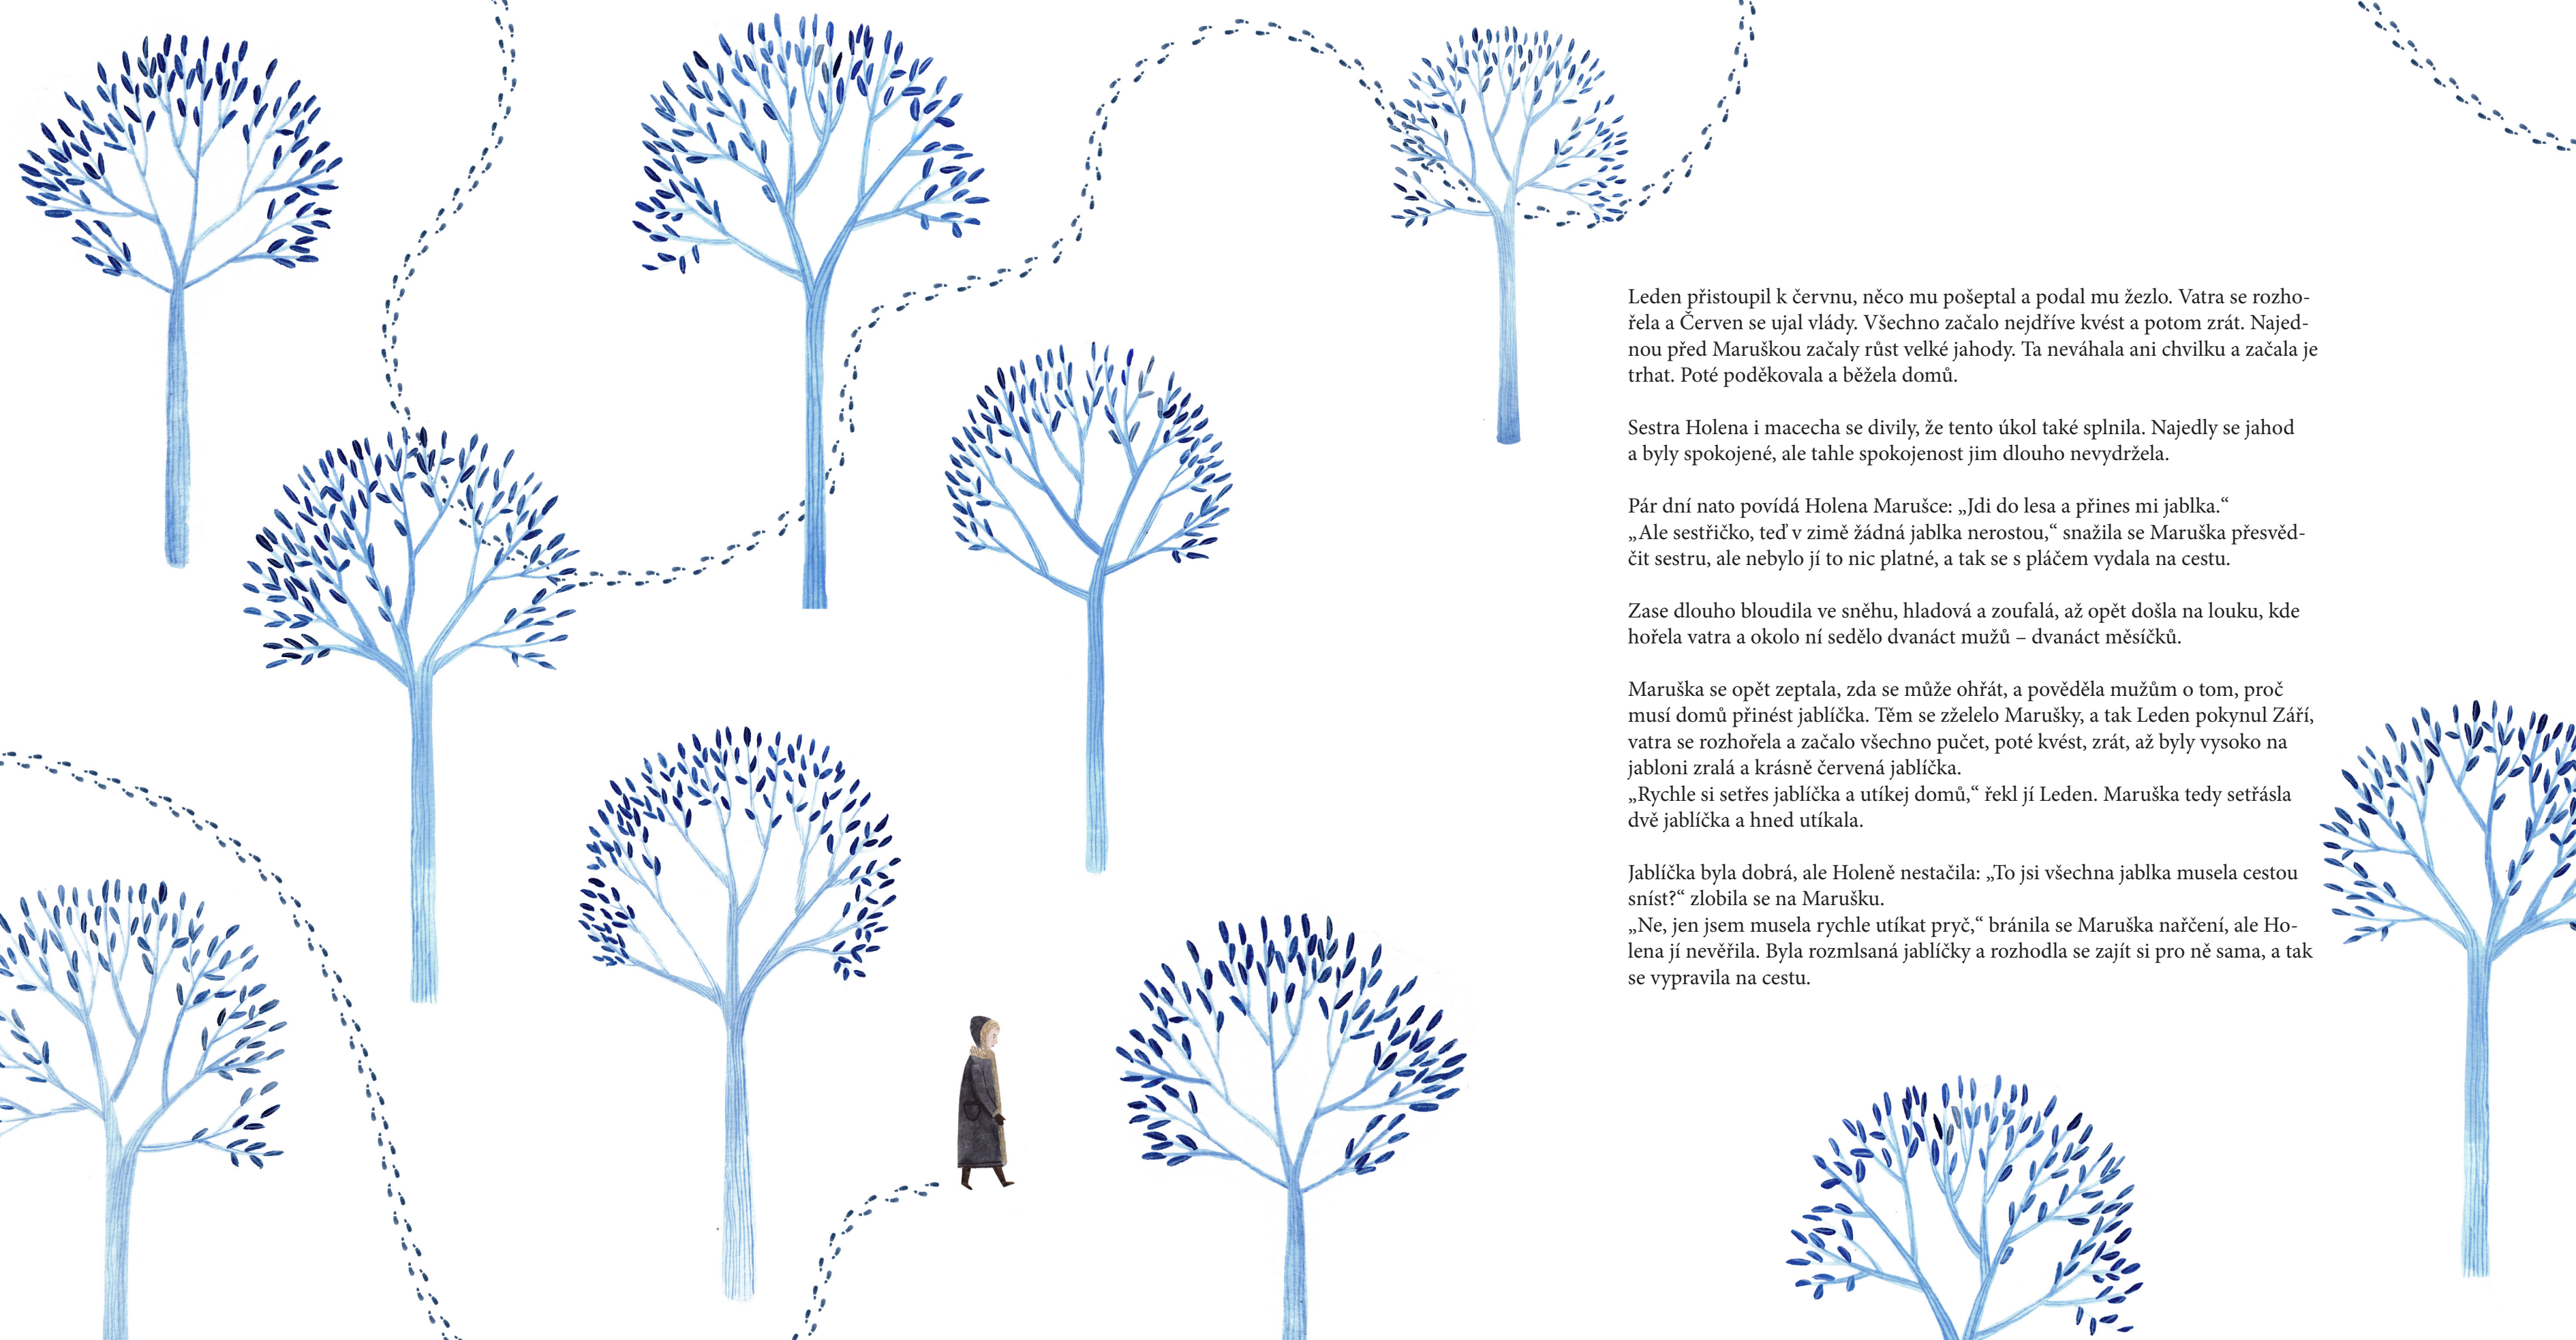 Leden přistoupil k červnu, něco mu pošeptal a podal mu žezlo. Vatra se rozho-
řela a Červen se ujal vlády. Všechno začalo nejdříve kvést a potom zrát. Najed-
nou před Maruškou začaly růst velké jahody. Ta neváhala ani chvilku a začala je
trhat. Poté poděkovala a běžela domů.
Sestra Holena i macecha se divily, že tento úkol také splnila. Najedly se jahod
a byly spokojené, ale tahle spokojenost jim dlouho nevydržela.
Pár dní nato povídá Holena Marušce: „Jdi do lesa a přines mi jablka.“
„Ale sestřičko, teď v zimě žádná jablka nerostou,“ snažila se Maruška přesvěd-
čit sestru, ale nebylo jí to nic platné, a tak se s pláčem vydala na cestu.
Zase dlouho bloudila ve sněhu, hladová a zoufalá, až opět došla na louku, kde
hořela vatra a okolo ní sedělo dvanáct mužů – dvanáct měsíčků.
Maruška se opět zeptala, zda se může ohřát, a pověděla mužům o tom, proč
musí domů přinést jablíčka. Těm se zželelo Marušky, a tak Leden pokynul Září,
vatra se rozhořela a začalo všechno pučet, poté kvést, zrát, až byly vysoko na
jabloni zralá a krásně červená jablíčka.
„Rychle si setřes jablíčka a utíkej domů,“ řekl jí Leden. Maruška tedy setřásla
dvě jablíčka a hned utíkala.
Jablíčka byla dobrá, ale Holeně nestačila: „To jsi všechna jablka musela cestou
sníst?“ zlobila se na Marušku.
„Ne, jen jsem musela rychle utíkat pryč,“ bránila se Maruška nařčení, ale Ho-
lena jí nevěřila. Byla rozmlsaná jablíčky a rozhodla se zajít si pro ně sama, a tak
se vypravila na cestu.